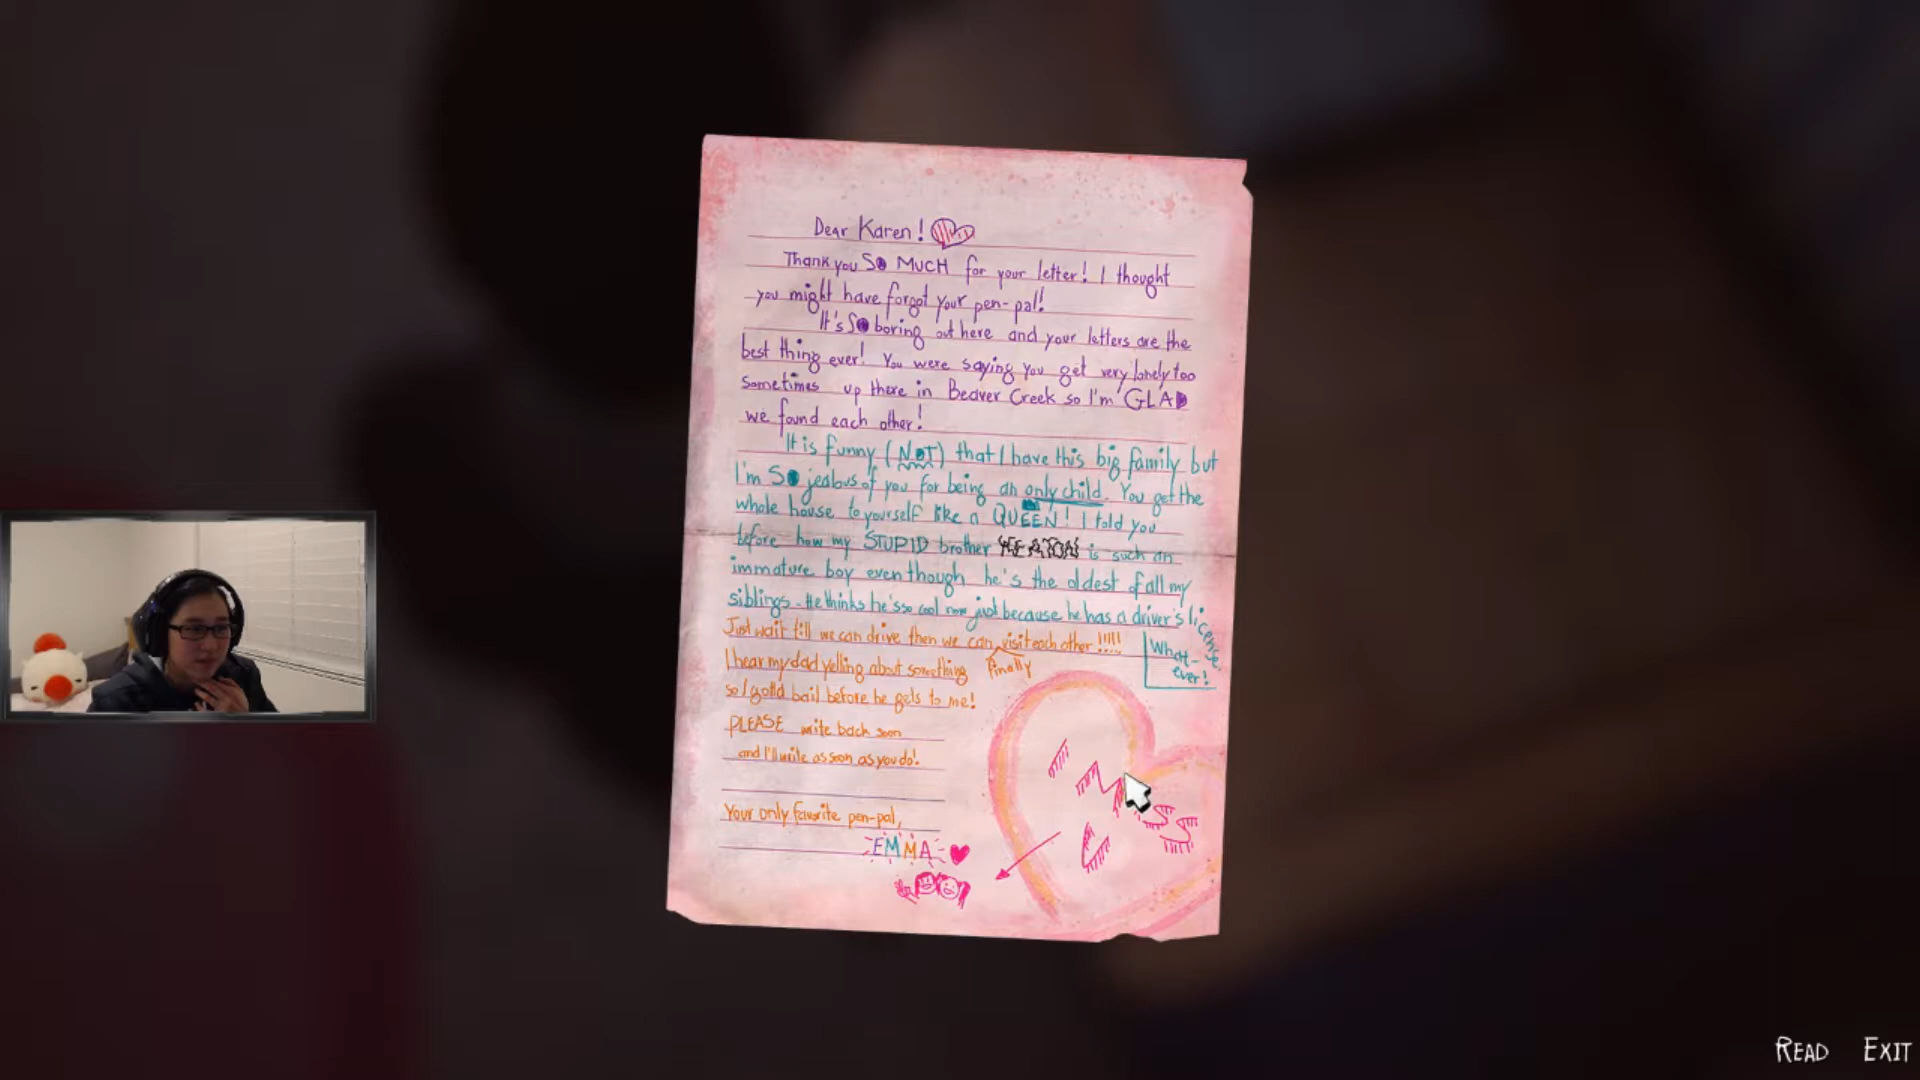 Dear Karen!
Thank you SO MUCH for your letter! I thought
you might have forgot your pen-pal!
It's SO boring out here and your letters are the
best thing ever! You were saying you get very lonely too
sometimes up there in Beaver Creek so I'm GLAD
we found each other!
It is funny (NOT) that I have this big family but
I'm SO jealous of you for being an only child. You get the
whole house to yourself like a QUEEN! I told you
before how my STUPID brother is such an
immature boy even though he's the oldest of all my
siblings. He thinks he's so cool now just because he has a driver's license.
What-
ever!
Just wait till we can drive then we can visit each other!!!!!
finally
I hear my dad yelling about something
so I gotta bail before he gets to me!
PLEASE write back soon
and I'll write as soon as you do!
Your only favorite pen-pal,
EMMA
READ EXIT